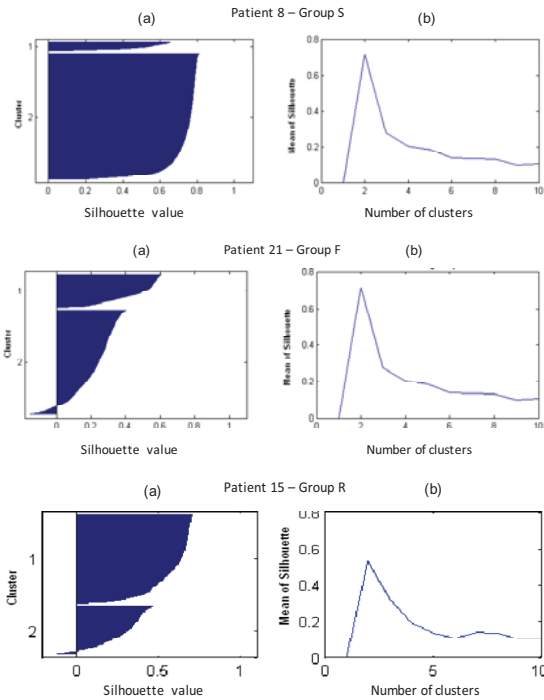 Patient 8 – Group S
(a)
(b)
Cluster
1
2
0 0.2 0.4 0.6 0.8 1
Silhouette value
Mean of Silhouette
0.8
0.6
0.4
0.2
0
0 2 4 6 8 10
Number of clusters
Patient 21 – Group F
(a)
(b)
Cluster
1
2
0 0.2 0.4 0.6 0.8 1
Silhouette value
Mean of Silhouette
0.8
0.6
0.4
0.2
0
0 2 4 6 8 10
Number of clusters
Patient 15 – Group R
(a)
(b)
Cluster
1
2
0 0.5 1
Silhouette value
Mean of Silhouette
0.8
0.6
0.4
0.2
0
0 5 10
Number of clusters